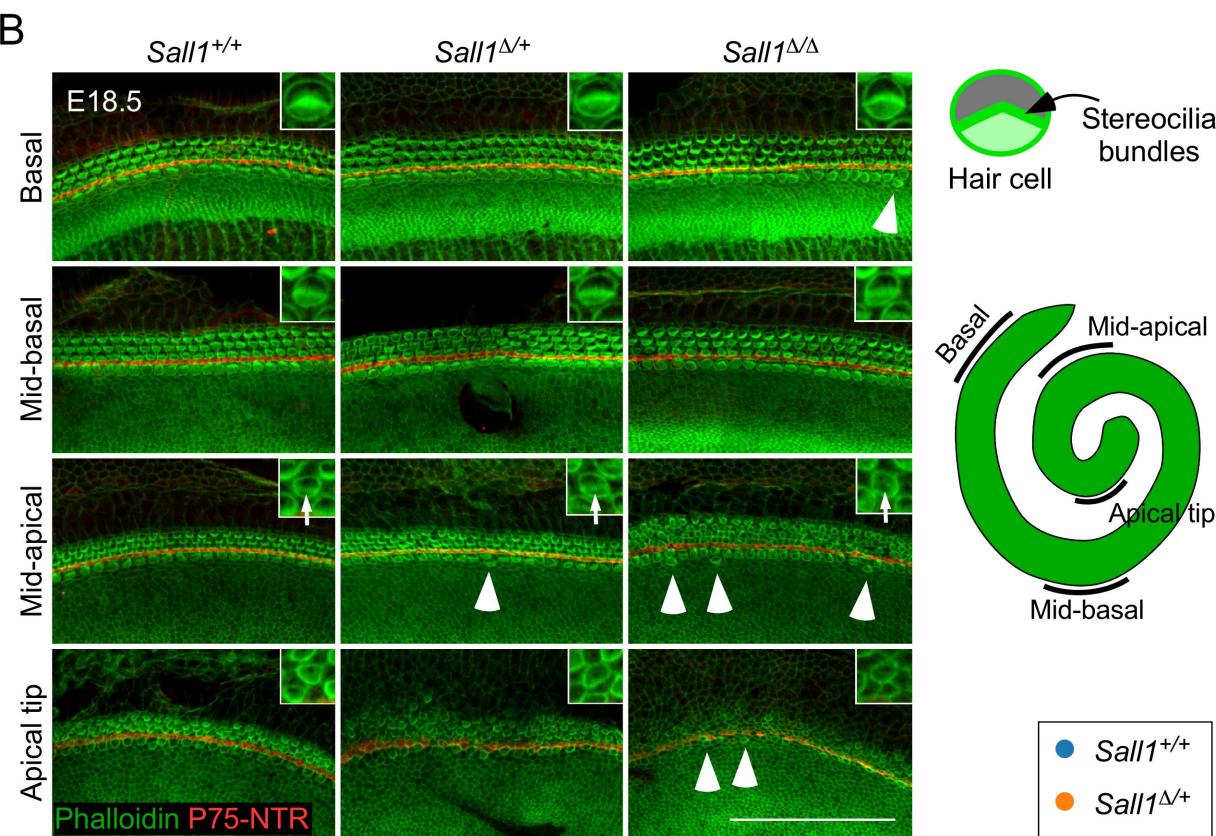 B
Sall1+/+
Sall1Δ/+
Sall1Δ/Δ
E18.5
Basal
Mid-basal
Mid-apical
Apical tip
Phalloidin P75-NTR
Stereocilia
bundles
Hair cell
Basal
Mid-apical
Apical tip
Mid-basal
Sall1+/+
Sall1Δ/+